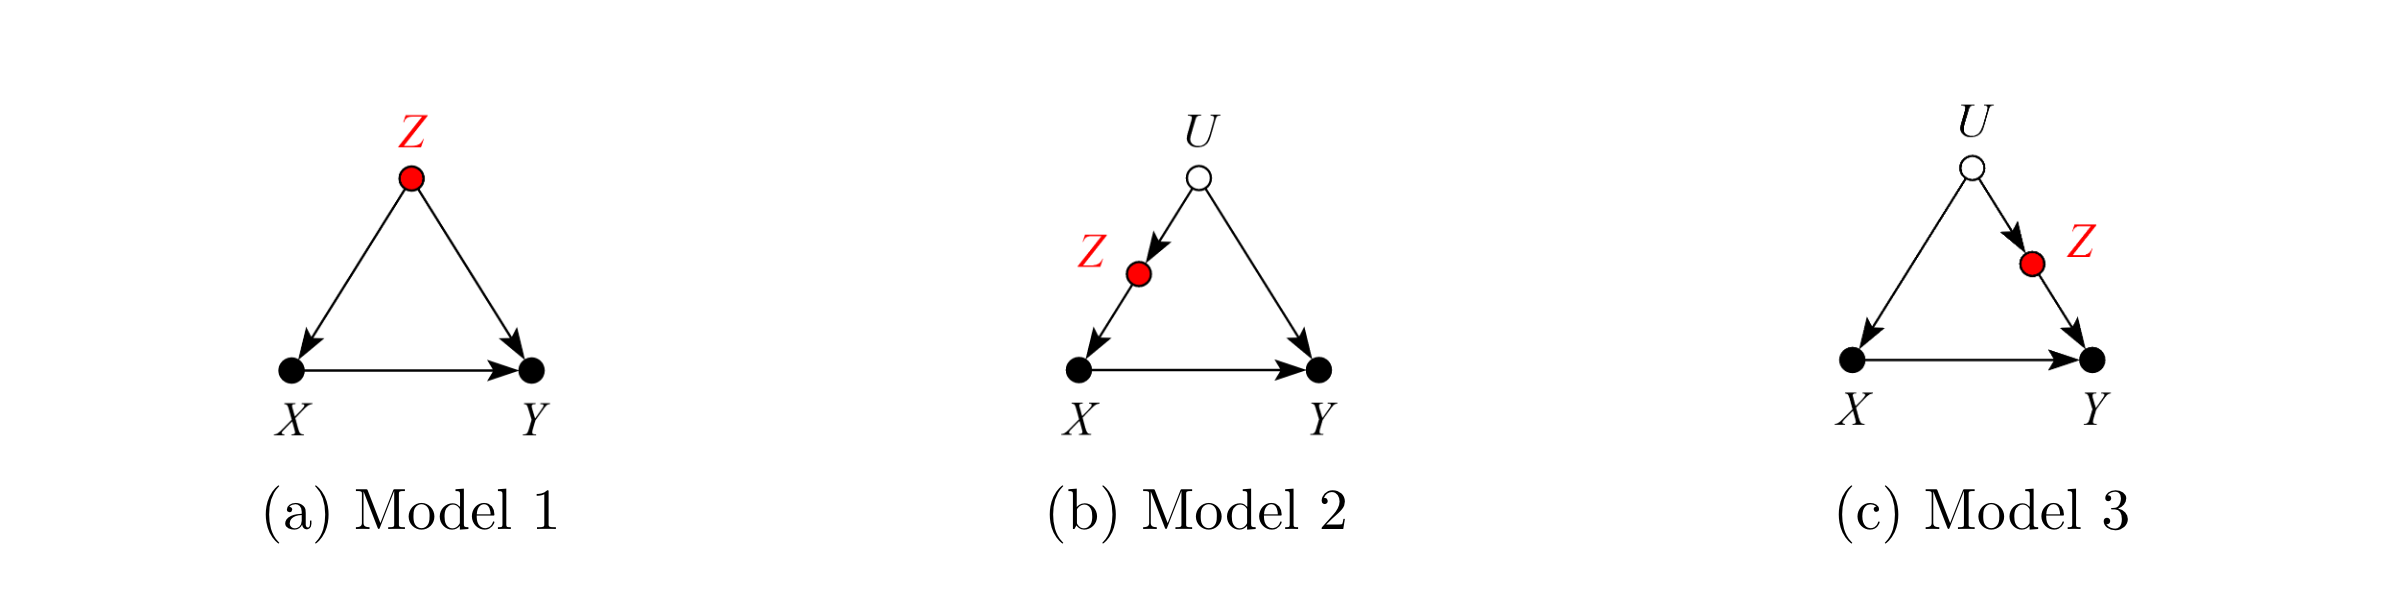 Z
X Y
(a) Model 1
U
Z
X Y
(b) Model 2
U
Z
X Y
(c) Model 3